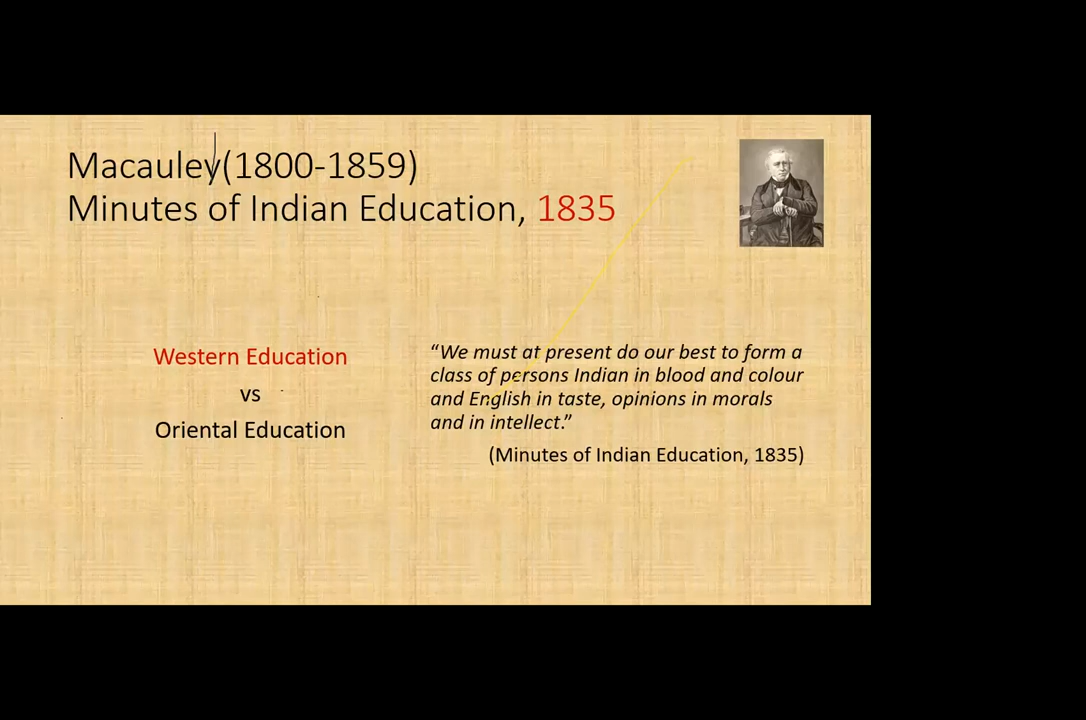 Macauley(1800-1859)
Minutes of Indian Education, 1835
Western Education
vs
Oriental Education
“We must at present do our best to form a
class of persons Indian in blood and colour
and English in taste, opinions in morals
and in intellect.”
(Minutes of Indian Education, 1835)